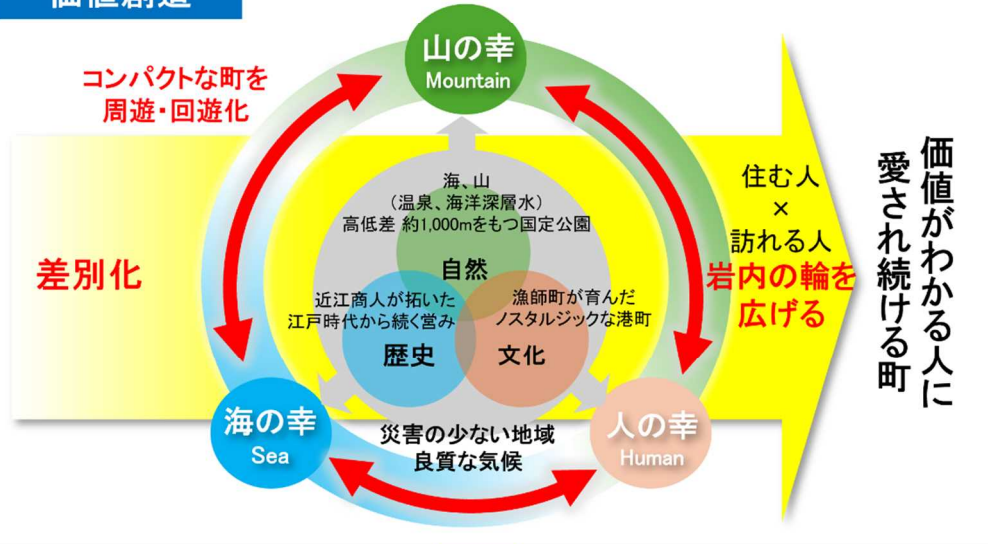 価値創造
山の幸
Mountain
コンパクトな町を
周遊・回遊化
海、山
（温泉、海洋深層水）
高低差 約1,000mをもつ国定公園
自然
近江商人が拓いた
江戸時代から続く営み
歴史
漁師町が育んだ
ノスタルジックな港町
文化
差別化
住む人
×
訪れる人
岩内の輪を
広げる
価値がわかる人に
愛され続ける町
海の幸
Sea
災害の少ない地域
良質な気候
人の幸
Human